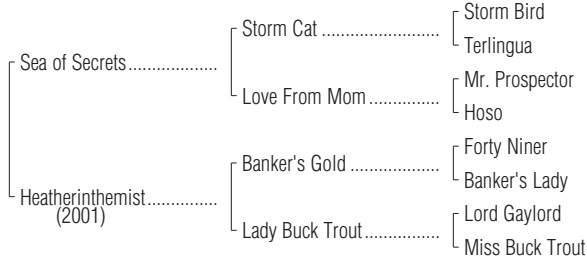 Storm Bird
Storm Cat ........................
Terlingua
Sea of Secrets..................
Mr. Prospector
Love From Mom ..............
Hoso
Forty Niner
Banker's Gold ..................
Banker's Lady
Heatherinthemist..............
(2001)
Lord Gaylord
Lady Buck Trout...............
Miss Buck Trout